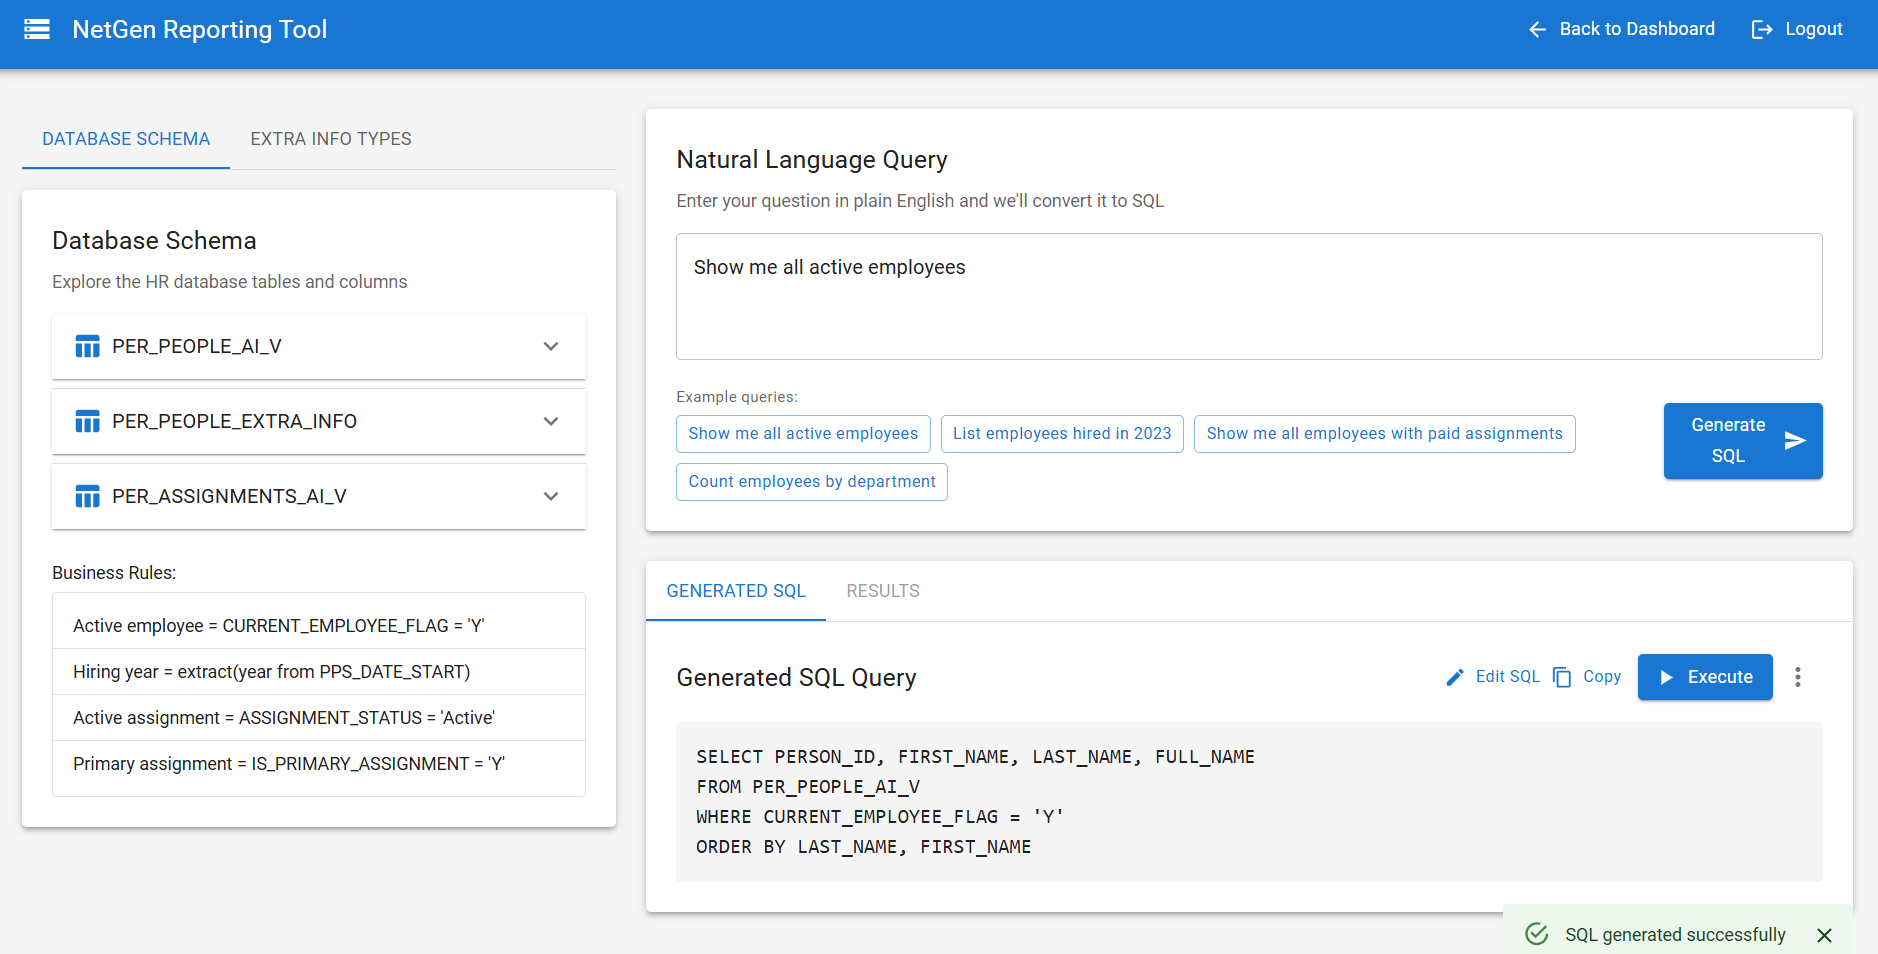 NetGen Reporting Tool
Back to Dashboard
Logout
DATABASE SCHEMA
EXTRA INFO TYPES
Database Schema
Explore the HR database tables and columns
PER_PEOPLE_AI_V
PER_PEOPLE_EXTRA_INFO
PER_ASSIGNMENTS_AI_V
Business Rules:
Active employee = CURRENT_EMPLOYEE_FLAG = 'Y'
Hiring year = extract(year from PPS_DATE_START)
Active assignment = ASSIGNMENT_STATUS = 'Active'
Primary assignment = IS_PRIMARY_ASSIGNMENT = 'Y'
Natural Language Query
Enter your question in plain English and we'll convert it to SQL
Show me all active employees
Example queries:
Show me all active employees
List employees hired in 2023
Show me all employees with paid assignments
Count employees by department
Generate
SQL
GENERATED SQL
RESULTS
Generated SQL Query
Edit SQL
Copy
Execute
SELECT PERSON_ID, FIRST_NAME, LAST_NAME, FULL_NAME
FROM PER_PEOPLE_AI_V
WHERE CURRENT_EMPLOYEE_FLAG = 'Y'
ORDER BY LAST_NAME, FIRST_NAME
SQL generated successfully